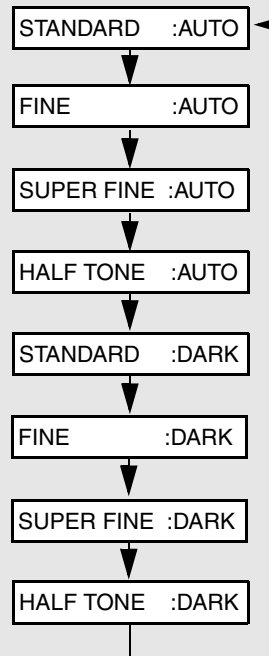 STANDARD :AUTO
FINE :AUTO
SUPER FINE :AUTO
HALF TONE :AUTO
STANDARD :DARK
FINE :DARK
SUPER FINE :DARK
HALF TONE :DARK